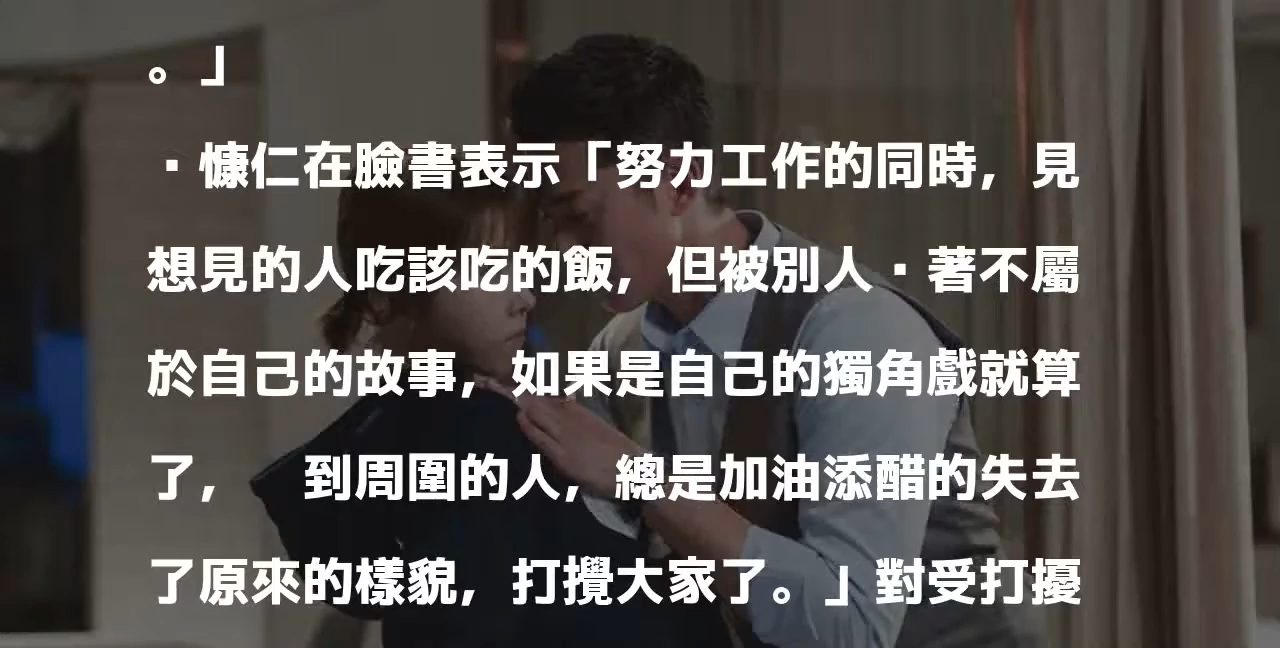 。」
▪慷仁在臉書表示「努力工作的同時，見
想見的人吃該吃的飯，但被別人▪著不屬
於自己的故事，如果是自己的獨角戲就算
了，　到周圍的人，總是加油添醋的失去
了原來的樣貌，打攪大家了。」對受打擾